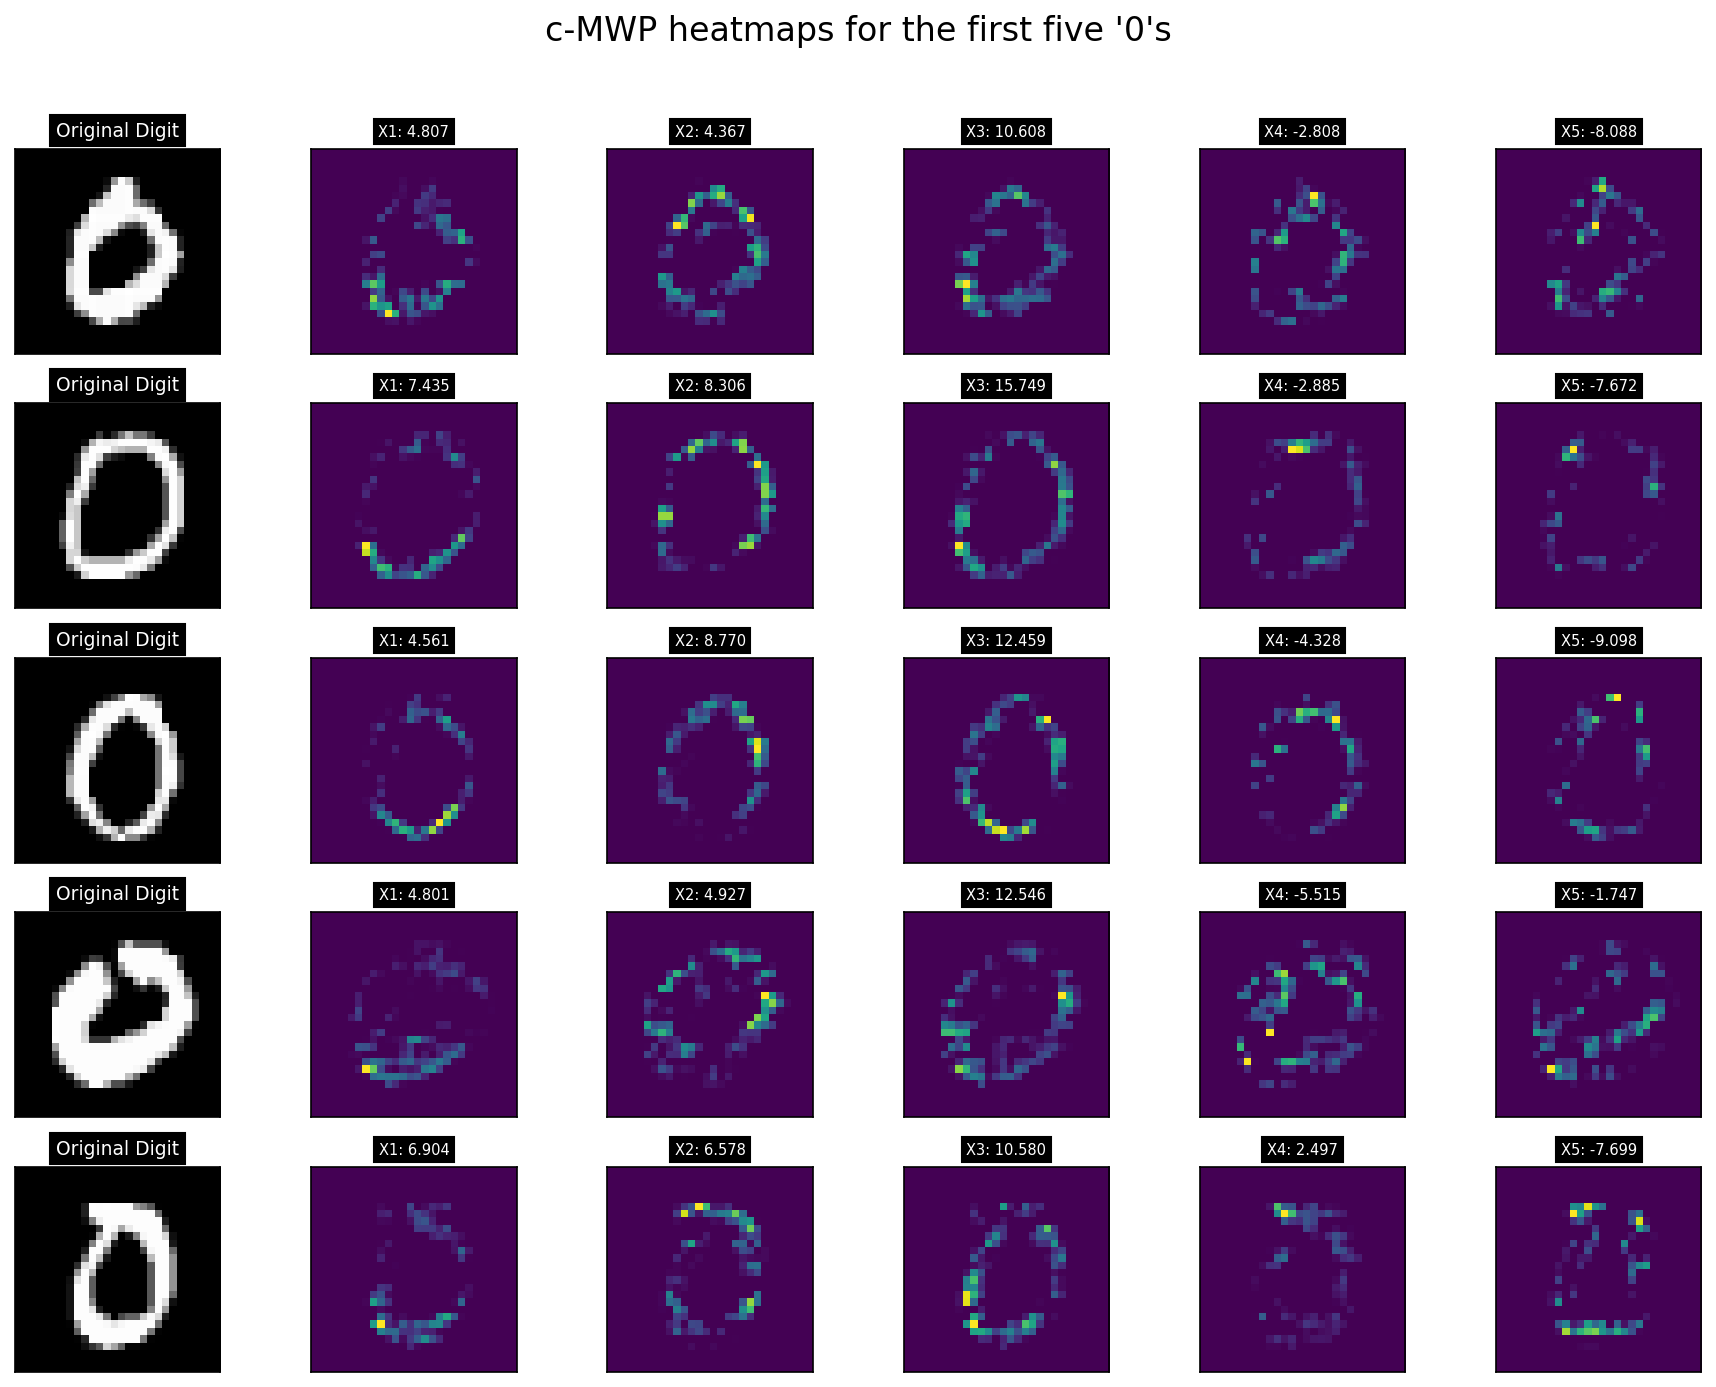 c-MWP heatmaps for the first five '0's
Original Digit X1: 4.807 X2: 4.367 X3: 10.608 X4: -2.808 X5: -8.088
Original Digit X1: 7.435 X2: 8.306 X3: 15.749 X4: -2.885 X5: -7.672
Original Digit X1: 4.561 X2: 8.770 X3: 12.459 X4: -4.328 X5: -9.098
Original Digit X1: 4.801 X2: 4.927 X3: 12.546 X4: -5.515 X5: -1.747
Original Digit X1: 6.904 X2: 6.578 X3: 10.580 X4: 2.497 X5: -7.699